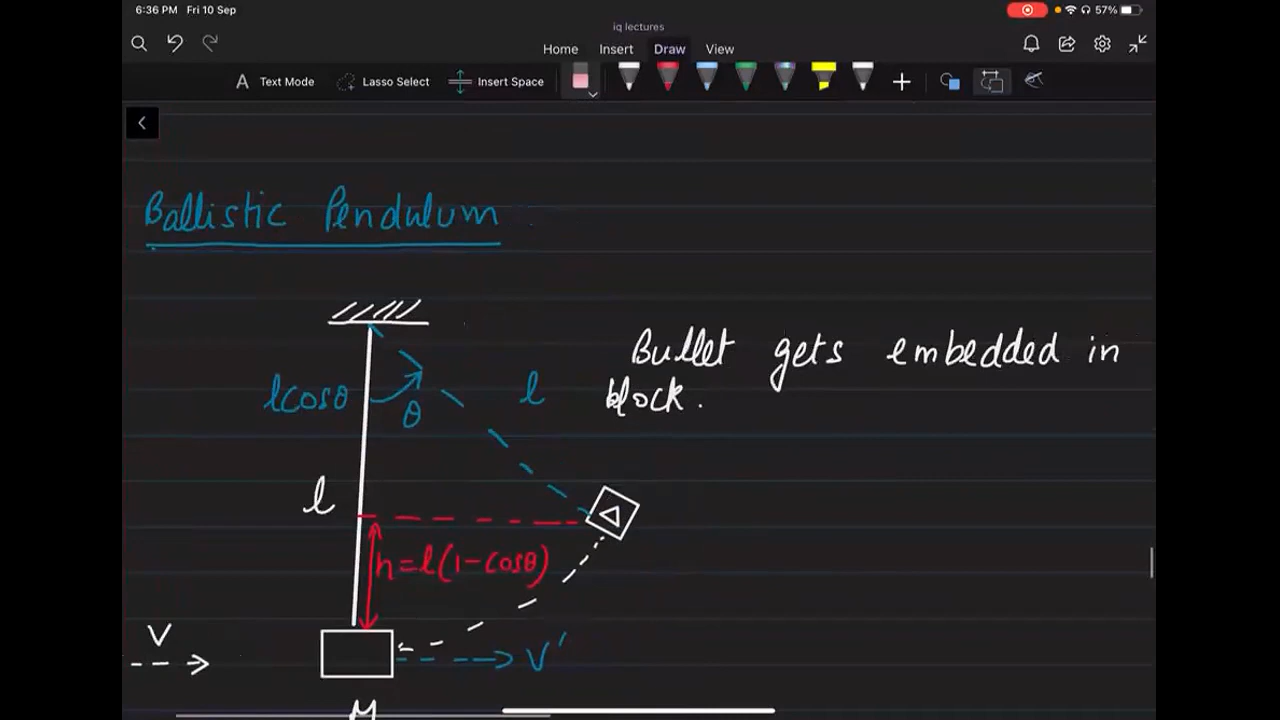 6:36 PM Fri 10 Sep
57%
iq lectures
Home Insert Draw View
Text Mode Lasso Select Insert Space
Ballistic Pendulum
Bullet gets embedded in
block.
lcosθ
θ
l
l
h=l(1-cosθ)
V
V'
M